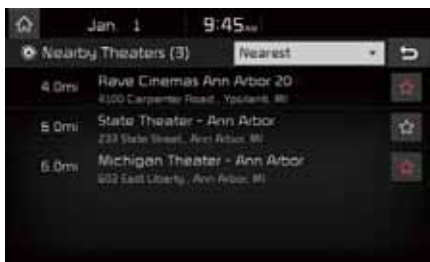 Jan. 1 9:45 AM
Nearby Theaters (3) Nearest
4.0mi Rave Cinemas Ann Arbor 20
4100 Carpenter Road., Ypsilanti, MI
5.0mi State Theater - Ann Arbor
233 State Street., Ann Arbor, MI
6.0mi Michigan Theater - Ann Arbor
603 East Liberty., Ann Arbor, MI